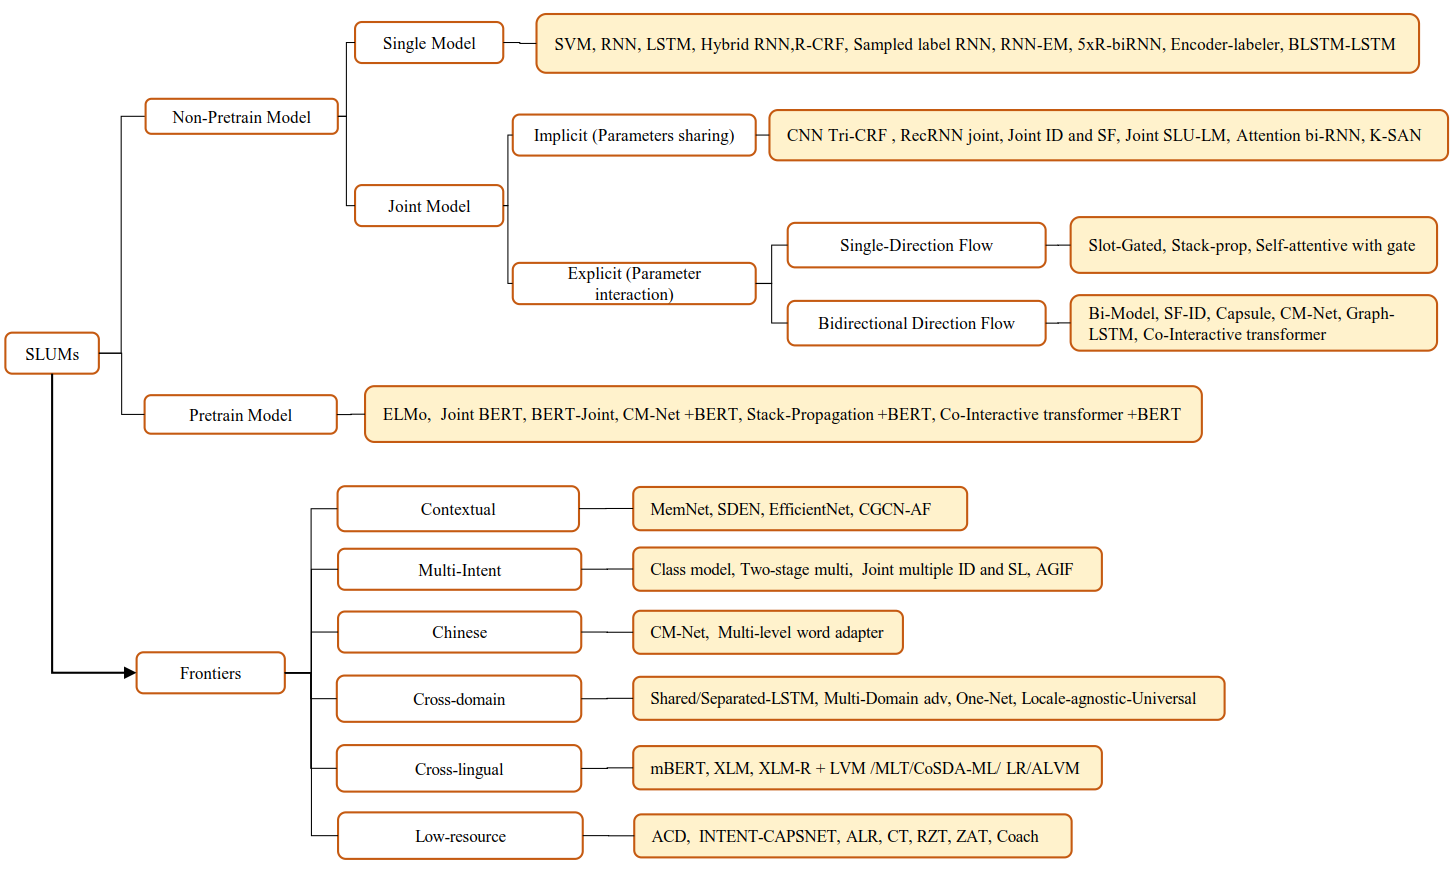 Single Model
SVM, RNN, LSTM, Hybrid RNN,R-CRF, Sampled label RNN, RNN-EM, 5xR-biRNN, Encoder-labeler, BLSTM-LSTM
Non-Pretrain Model
Implicit (Parameters sharing)
CNN Tri-CRF , RecRNN joint, Joint ID and SF, Joint SLU-LM, Attention bi-RNN, K-SAN
Joint Model
Single-Direction Flow
Slot-Gated, Stack-prop, Self-attentive with gate
Explicit (Parameter
interaction)
Bidirectional Direction Flow
Bi-Model, SF-ID, Capsule, CM-Net, Graph-
LSTM, Co-Interactive transformer
SLUMs
Pretrain Model
ELMo, Joint BERT, BERT-Joint, CM-Net +BERT, Stack-Propagation +BERT, Co-Interactive transformer +BERT
Contextual
MemNet, SDEN, EfficientNet, CGCN-AF
Multi-Intent
Class model, Two-stage multi, Joint multiple ID and SL, AGIF
Chinese
CM-Net, Multi-level word adapter
Frontiers
Cross-domain
Shared/Separated-LSTM, Multi-Domain adv, One-Net, Locale-agnostic-Universal
Cross-lingual
mBERT, XLM, XLM-R + LVM /MLT/CoSDA-ML/ LR/ALVM
Low-resource
ACD, INTENT-CAPSNET, ALR, CT, RZT, ZAT, Coach